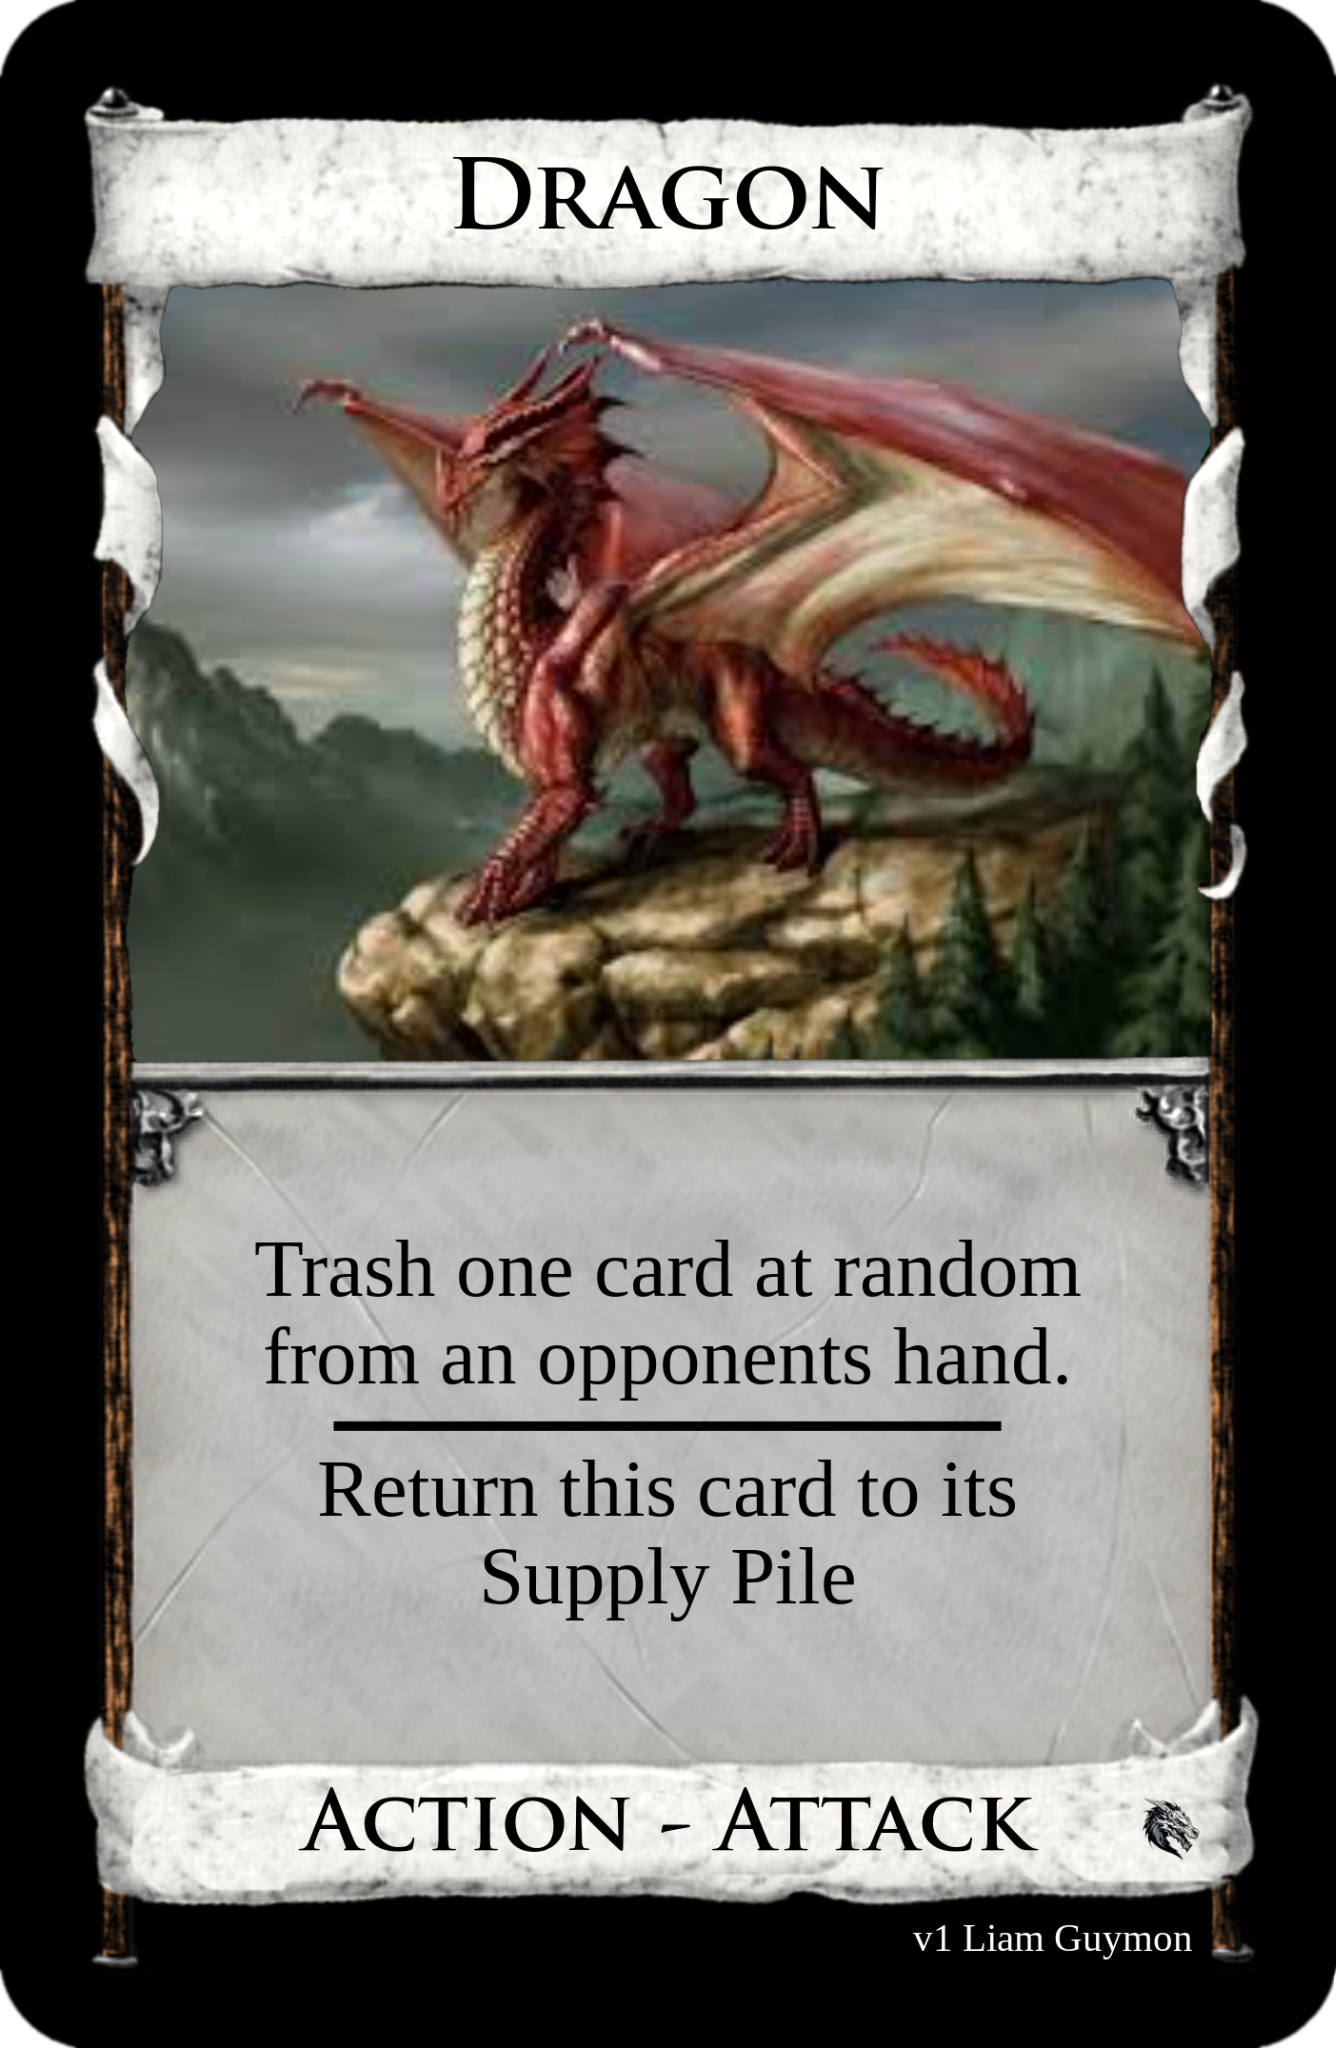 Dragon
Trash one card at random
from an opponents hand.
Return this card to its
Supply Pile
Action - Attack
v1 Liam Guymon